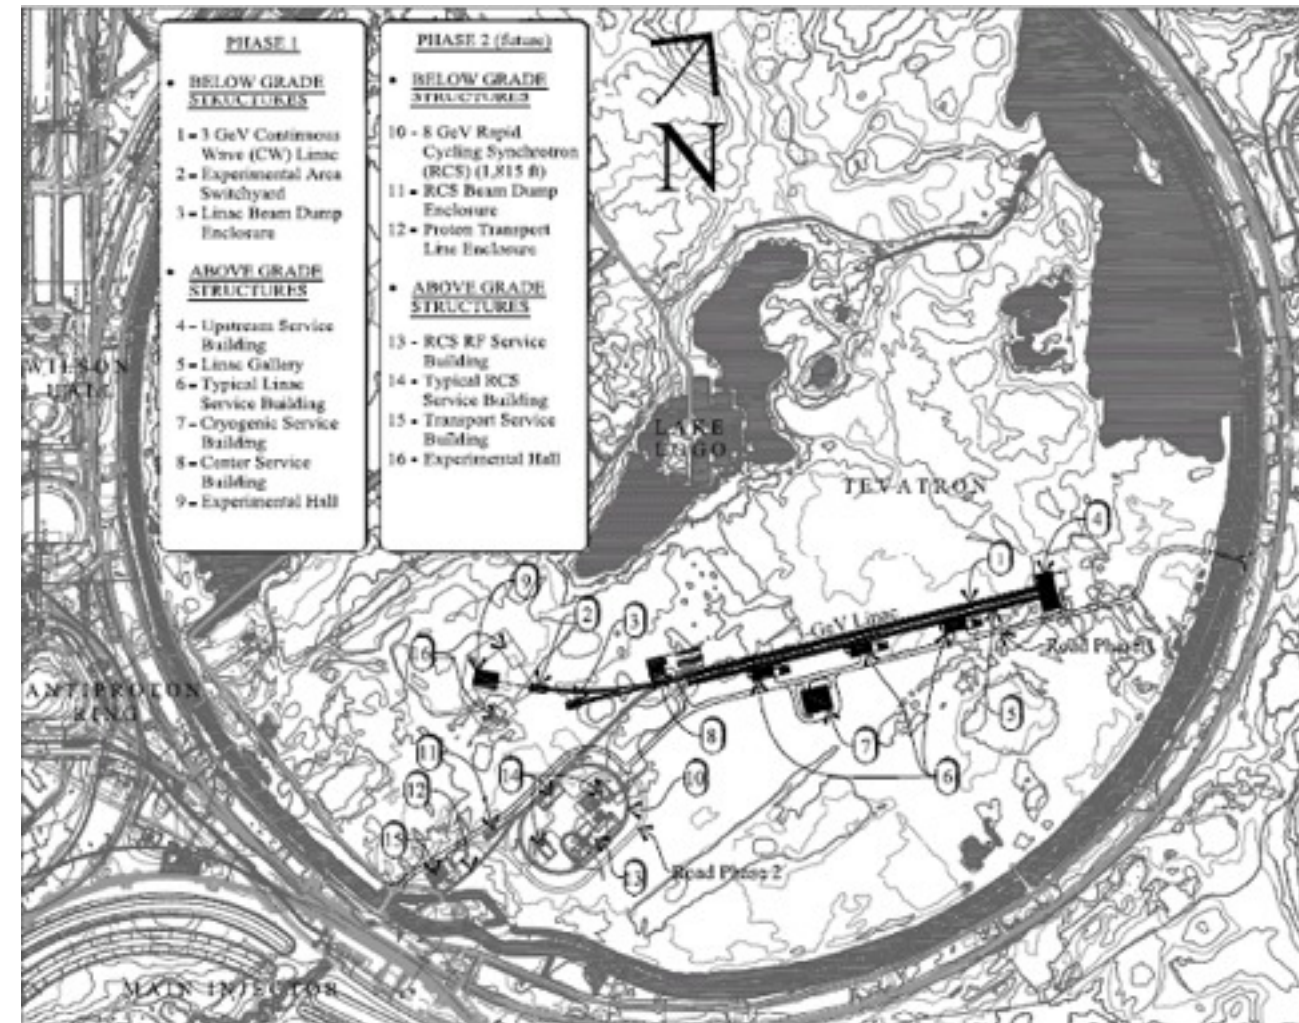 PHASE 1
• BELOW GRADE
STRUCTURES
1 - 3 GeV Continuous
Wave (CW) Linac
2 - Experimental Area
Switchyard
3 - Linac Beam Dump
Enclosure
• ABOVE GRADE
STRUCTURES
4 - Upstream Service
Building
5 - Linac Gallery
6 - Typical Linac
Service Building
7 - Cryogenic Service
Building
8 - Center Service
Building
9 - Experimental Hall
PHASE 2 (future)
• BELOW GRADE
STRUCTURES
10 - 8 GeV Rapid
Cycling Synchrotron
(RCS) (1,815 ft)
11 - RCS Beam Dump
Enclosure
12 - Proton Transport
Line Enclosure
• ABOVE GRADE
STRUCTURES
13 - RCS RF Service
Building
14 - Typical RCS
Service Building
15 - Transport Service
Building
16 - Experimental Hall
N
WILSON
HALL
LAKE
LOGO
TEVATRON
4
1
9
2
3
GeV Linac
16
Road Phase 1
ANTIPROTON
RING
5
8
7
11
14
10
6
12
15
13
Road Phase 2
MAIN INJECTOR